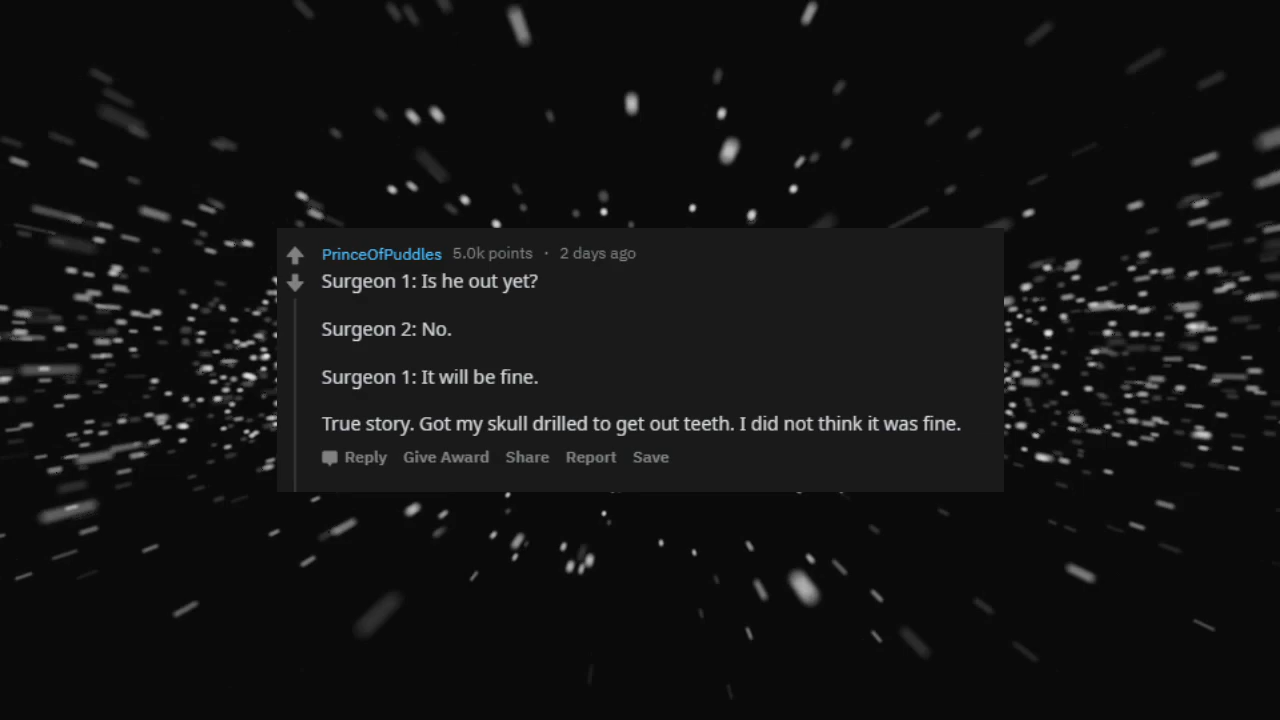 PrinceOfPuddles 5.0k points · 2 days ago
Surgeon 1: Is he out yet?
Surgeon 2: No.
Surgeon 1: It will be fine.
True story. Got my skull drilled to get out teeth. I did not think it was fine.
Reply Give Award Share Report Save